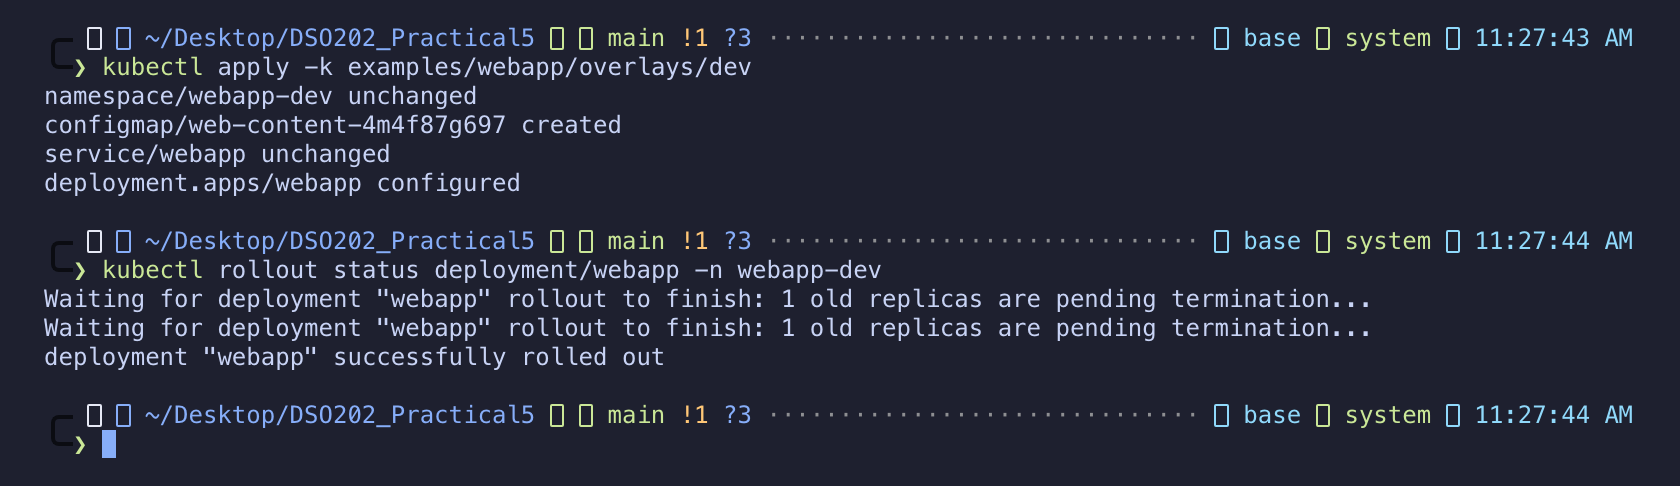 ~/Desktop/DSO202_Practical5 main !1 ?3 ······························ base system 11:27:43 AM
❯ kubectl apply -k examples/webapp/overlays/dev
namespace/webapp-dev unchanged
configmap/web-content-4m4f87g697 created
service/webapp unchanged
deployment.apps/webapp configured
~/Desktop/DSO202_Practical5 main !1 ?3 ······························ base system 11:27:44 AM
❯ kubectl rollout status deployment/webapp -n webapp-dev
Waiting for deployment "webapp" rollout to finish: 1 old replicas are pending termination...
Waiting for deployment "webapp" rollout to finish: 1 old replicas are pending termination...
deployment "webapp" successfully rolled out
~/Desktop/DSO202_Practical5 main !1 ?3 ······························ base system 11:27:44 AM
❯